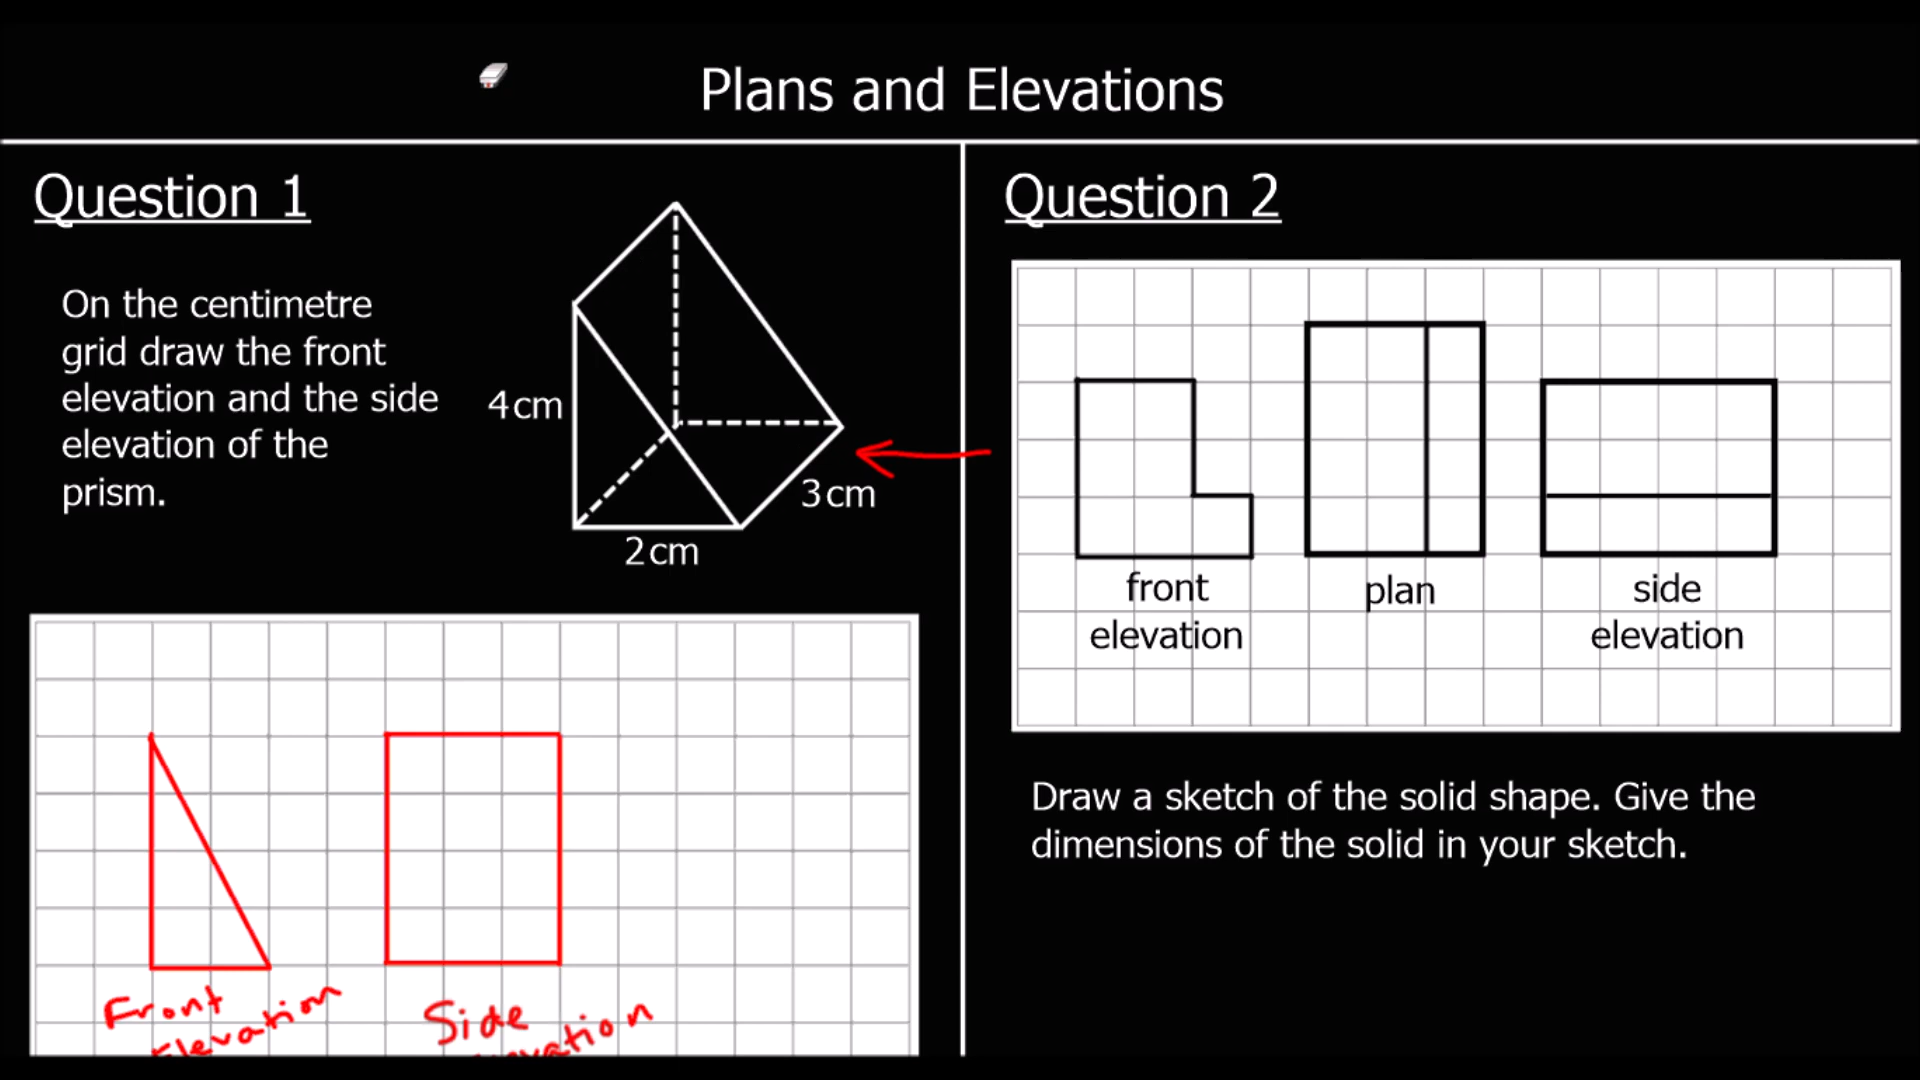 Plans and Elevations
Question 1
On the centimetre
grid draw the front
elevation and the side
elevation of the
prism.
4cm
3cm
2cm
Front
Elevation
Side
Question 2
front
elevation
plan
side
elevation
Draw a sketch of the solid shape. Give the
dimensions of the solid in your sketch.